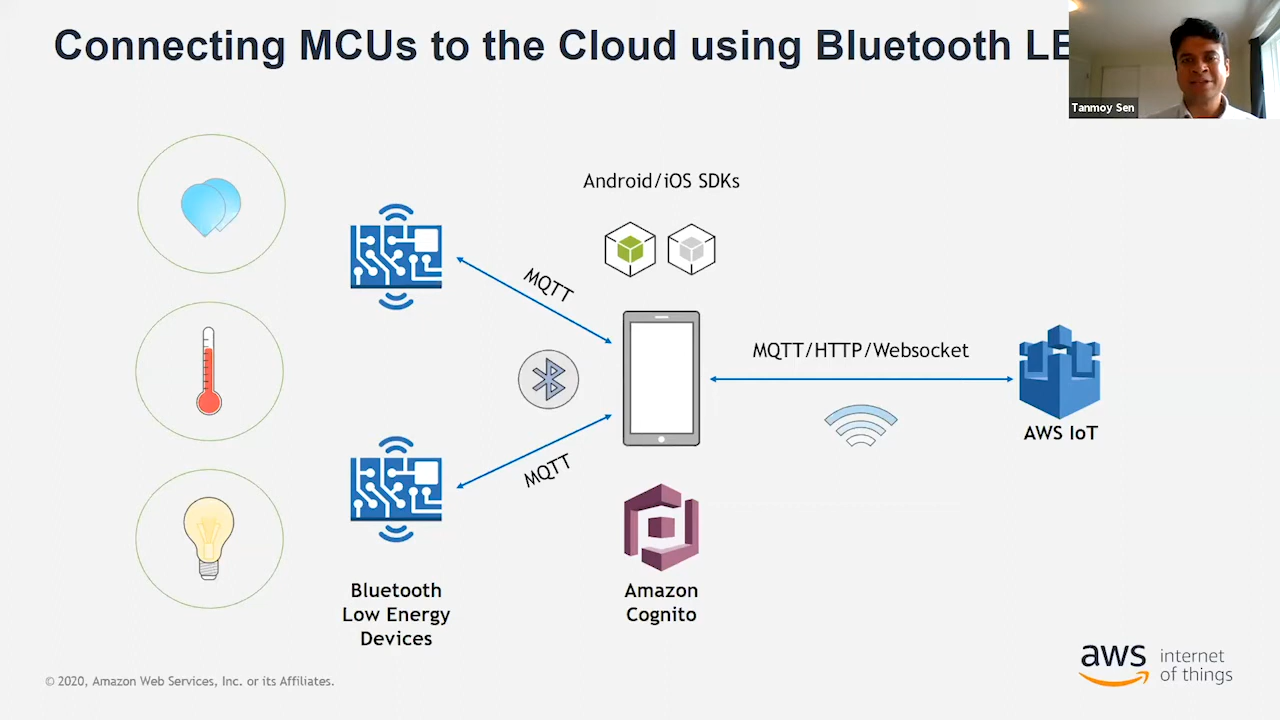 Connecting MCUs to the Cloud using Bluetooth LE
Tanmoy Sen
Android/iOS SDKs
MQTT
MQTT/HTTP/Websocket
AWS IoT
MQTT
Bluetooth
Low Energy
Devices
Amazon
Cognito
aws internet
of things
© 2020, Amazon Web Services, Inc. or its Affiliates.